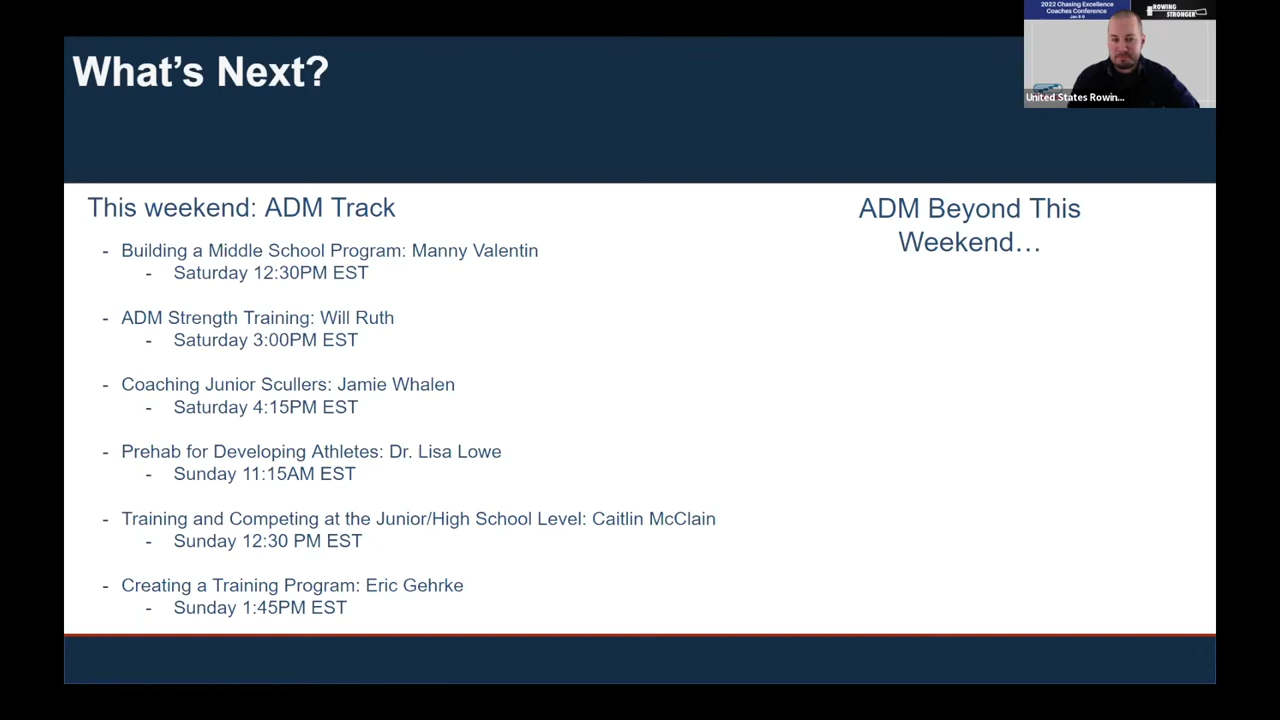 2022 Chasing Excellence
Coaches Conference
Jan 8-9
ROWING
STRONGER
United States Rowin...
What's Next?
This weekend: ADM Track
- Building a Middle School Program: Manny Valentin
- Saturday 12:30PM EST
- ADM Strength Training: Will Ruth
- Saturday 3:00PM EST
- Coaching Junior Scullers: Jamie Whalen
- Saturday 4:15PM EST
- Prehab for Developing Athletes: Dr. Lisa Lowe
- Sunday 11:15AM EST
- Training and Competing at the Junior/High School Level: Caitlin McClain
- Sunday 12:30 PM EST
- Creating a Training Program: Eric Gehrke
- Sunday 1:45PM EST
ADM Beyond This
Weekend…